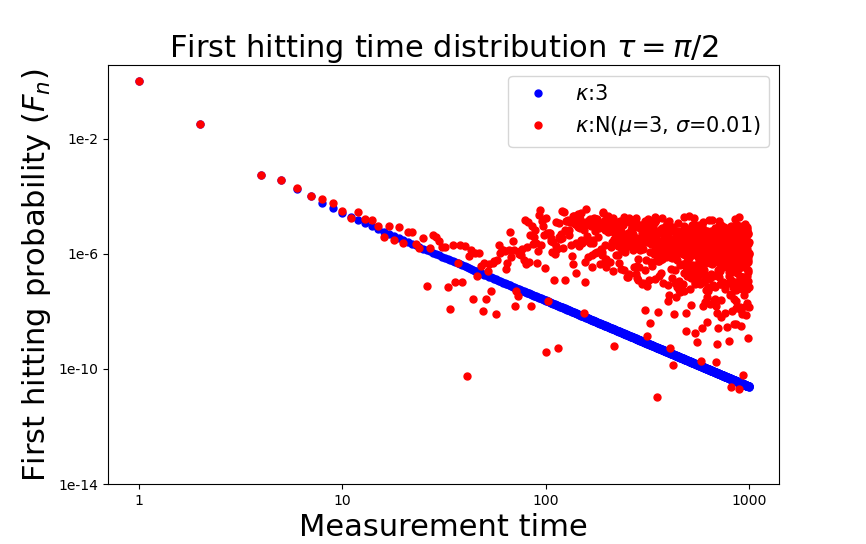 First hitting time distribution τ = π/2
κ:3
κ:N(μ=3, σ=0.01)
First hitting probability (Fₙ)
1e-2
1e-6
1e-10
1e-14
1
10
100
1000
Measurement time